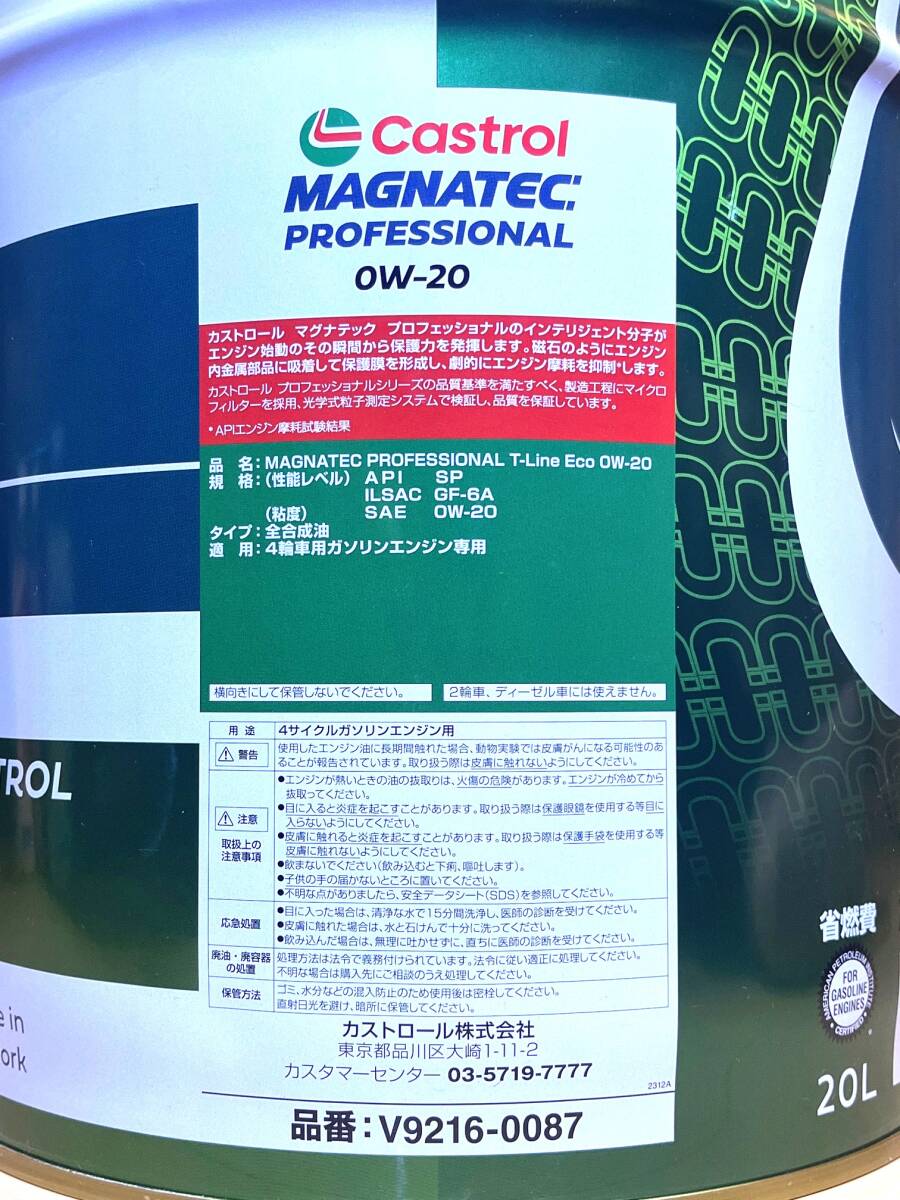 Castrol
MAGNATEC
PROFESSIONAL
0W-20
カストロール マグナテック プロフェッショナルのインテリジェント分子が
エンジン始動のその瞬間から保護力を発揮します。磁石のようにエンジン
内金属部品に吸着して保護膜を形成し、劇的にエンジン摩耗を抑制*します。
カストロール プロフェッショナルシリーズの品質基準を満たすべく、製造工程にマイクロ
フィルターを採用、光学式粒子測定システムで検証し、品質を保証しています。
*APIエンジン摩耗試験結果
品 名:MAGNATEC PROFESSIONAL T-Line Eco 0W-20
規 格:(性能レベル) API SP
ILSAC GF-6A
(粘度) SAE 0W-20
タイプ:全合成油
適 用:4輪車用ガソリンエンジン専用
横向きにして保管しないでください。
2輪車、ディーゼル車には使えません。
用 途 4サイクルガソリンエンジン用
警告 使用したエンジン油に長期間触れた場合、動物実験では皮膚がんになる可能性のあ
ることが報告されています。取り扱う際は皮膚に触れないようにしてください。
注意
取扱上の
注意事項
●エンジンが熱いときの油の抜取りは、火傷の危険があります。エンジンが冷めてから
抜取ってください。
●目に入ると炎症を起こすことがあります。取り扱う際は保護眼鏡を使用する等目に
入らないようにしてください。
●皮膚に触れると炎症を起こすことがあります。取り扱う際は保護手袋を使用する等
皮膚に触れないようにしてください。
●飲まないでください(飲み込むと下痢、嘔吐します)。
●子供の手の届かないところに置いてください。
●不明な点がありましたら、安全データシート(SDS)を参照してください。
応急処置
●目に入った場合は、清浄な水で15分間洗浄し、医師の診断を受けてください。
●皮膚に触れた場合は、水と石けんで十分に洗ってください。
●飲み込んだ場合は、無理に吐かせずに、直ちに医師の診断を受けてください。
廃油・廃容器
の処置
処理方法は法令で義務付けられています。法令に従い適正に処理してください。
不明な場合は購入先にご相談のうえ処理してください。
保管方法
ゴミ、水分などの混入防止のため使用後は密栓してください。
直射日光を避け、暗所に保管してください。
カストロール株式会社
東京都品川区大崎1-11-2
カスタマーセンター 03-5719-7777
2312A
品番:V9216-0087
TROL
e in
ork
省燃費
AMERICAN PETROLEUM INSTITUTE
FOR
GASOLINE
ENGINES
CERTIFIED
20L